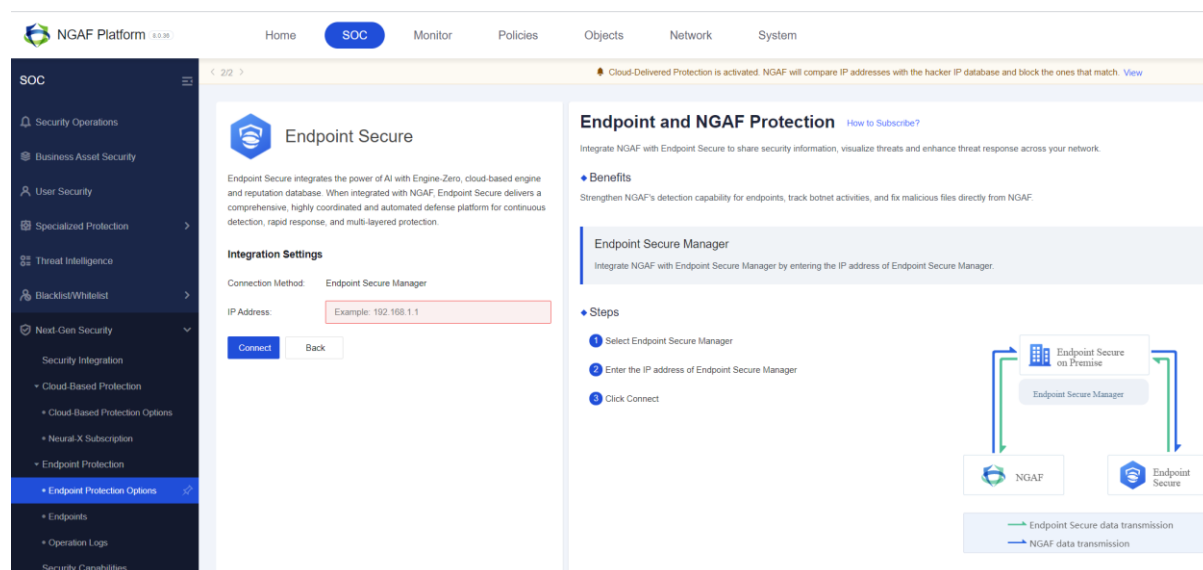 NGAF Platform 8.0.38
Home SOC Monitor Policies Objects Network System
SOC
2/2
Cloud-Delivered Protection is activated. NGAF will compare IP addresses with the hacker IP database and block the ones that match. View
Security Operations
Business Asset Security
User Security
Specialized Protection
Threat Intelligence
Blacklist/Whitelist
Next-Gen Security
Security Integration
Cloud-Based Protection
Cloud-Based Protection Options
Neural-X Subscription
Endpoint Protection
Endpoint Protection Options
Endpoints
Operation Logs
Security Capabilities
Endpoint Secure
Endpoint Secure integrates the power of AI with Engine-Zero, cloud-based engine
and reputation database. When integrated with NGAF, Endpoint Secure delivers a
comprehensive, highly coordinated and automated defense platform for continuous
detection, rapid response, and multi-layered protection.
Integration Settings
Connection Method: Endpoint Secure Manager
IP Address: Example: 192.168.1.1
Connect Back
Endpoint and NGAF Protection How to Subscribe?
Integrate NGAF with Endpoint Secure to share security information, visualize threats and enhance threat response across your network.
Benefits
Strengthen NGAF's detection capability for endpoints, track botnet activities, and fix malicious files directly from NGAF.
Endpoint Secure Manager
Integrate NGAF with Endpoint Secure Manager by entering the IP address of Endpoint Secure Manager.
Steps
1 Select Endpoint Secure Manager
2 Enter the IP address of Endpoint Secure Manager
3 Click Connect
Endpoint Secure
on Premise
Endpoint Secure Manager
NGAF
Endpoint
Secure
Endpoint Secure data transmission
NGAF data transmission